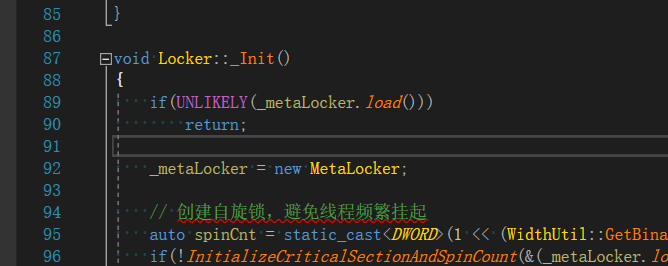 85 }
86
87 void Locker::_Init()
88 {
89 if(UNLIKELY(_metaLocker.load()))
90 return;
91
92 _metaLocker = new MetaLocker;
93
94 // 创建自旋锁，避免线程频繁挂起
95 auto spinCnt = static_cast<DWORD>(1 << (WidthUtil::GetBina
96 if(!InitializeCriticalSectionAndSpinCount(&(_metaLocker.lo